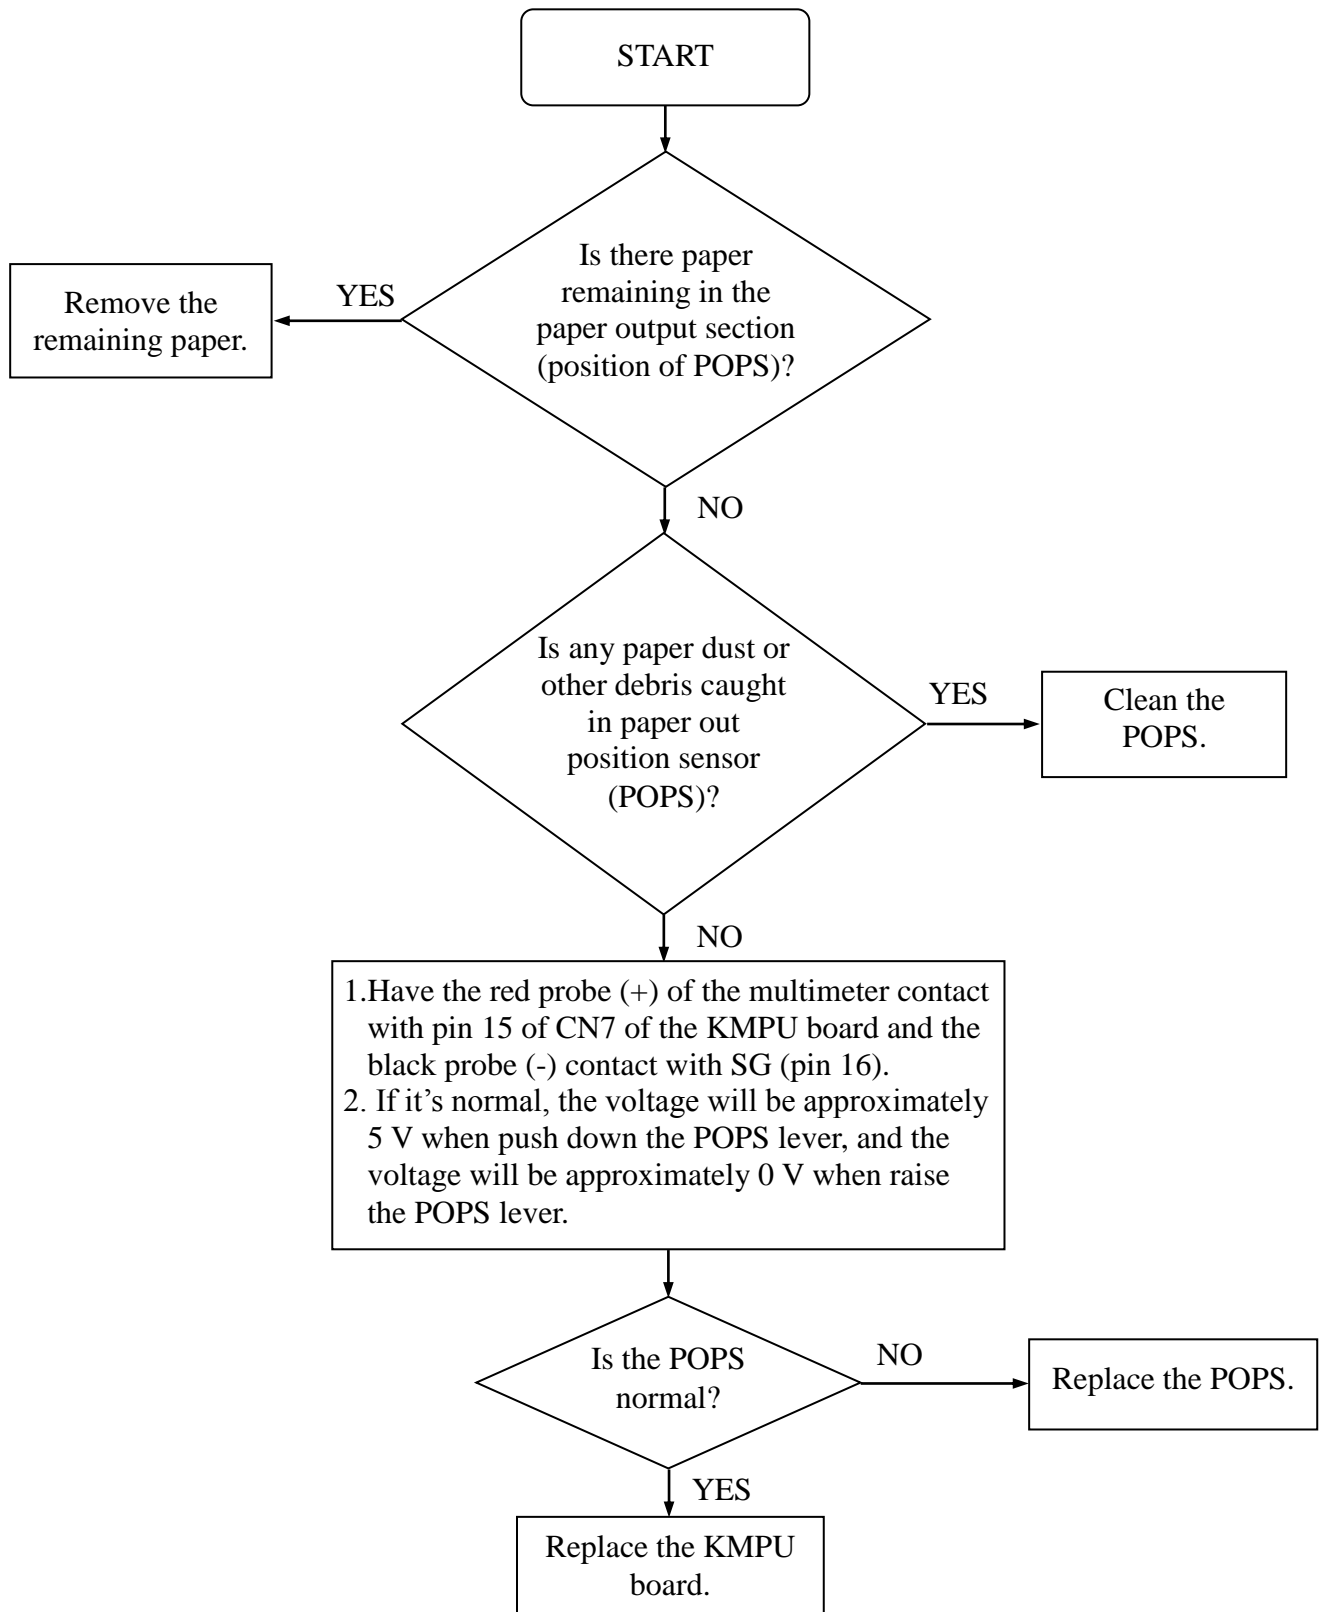 START
Is there paper
remaining in the
paper output section
(position of POPS)?
YES
Remove the
remaining paper.
NO
Is any paper dust or
other debris caught
in paper out
position sensor
(POPS)?
YES
Clean the
POPS.
NO
1.Have the red probe (+) of the multimeter contact
with pin 15 of CN7 of the KMPU board and the
black probe (-) contact with SG (pin 16).
2. If it’s normal, the voltage will be approximately
5 V when push down the POPS lever, and the
voltage will be approximately 0 V when raise
the POPS lever.
Is the POPS
normal?
NO
Replace the POPS.
YES
Replace the KMPU
board.